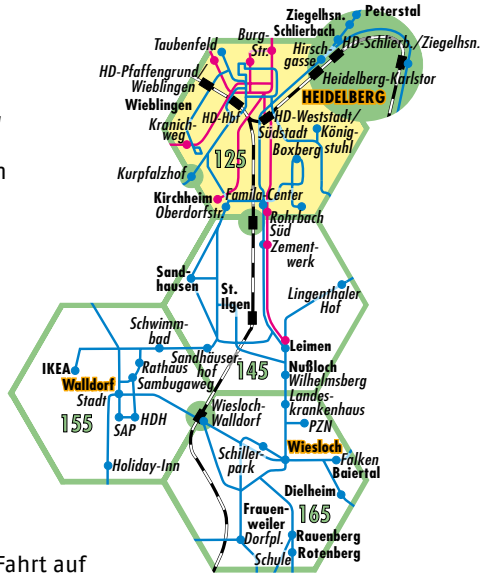 Peterstal
Ziegelhsn.
Schlierbach
Burg-
Str.
Taubenfeld
Hirsch-
gasse
HD-Schlierb./Ziegelhsn.
HD-Pfaffengrund/
Wieblingen
Heidelberg-Karlstor
HEIDELBERG
Wieblingen
HD-Hbf
HD-Weststadt/
Südstadt
Kranich-
weg
König-
stuhl
Boxberg
125
Kurpfalzhof
Kirchheim
Familia-Center
Oberdorfstr.
Rohrbach
Süd
Zement-
werk
Sand-
hausen
St.
Ilgen
Lingenthaler
Hof
Schwimm-
bad
Leimen
Sandhäuser-
hof
IKEA
Rathaus
Nußloch
Wilhelmsberg
145
Walldorf
Stadt
Sambugaweg
Landes-
krankenhaus
Wiesloch-
Walldorf
155
SAP
HDH
PZN
Wiesloch
Schiller-
park
Holiday-Inn
Falken
Baiertal
Dielheim
165
Frauen-
weiler
Dorfpl.
Rauenberg
Schule
Rotenberg
Fahrt auf